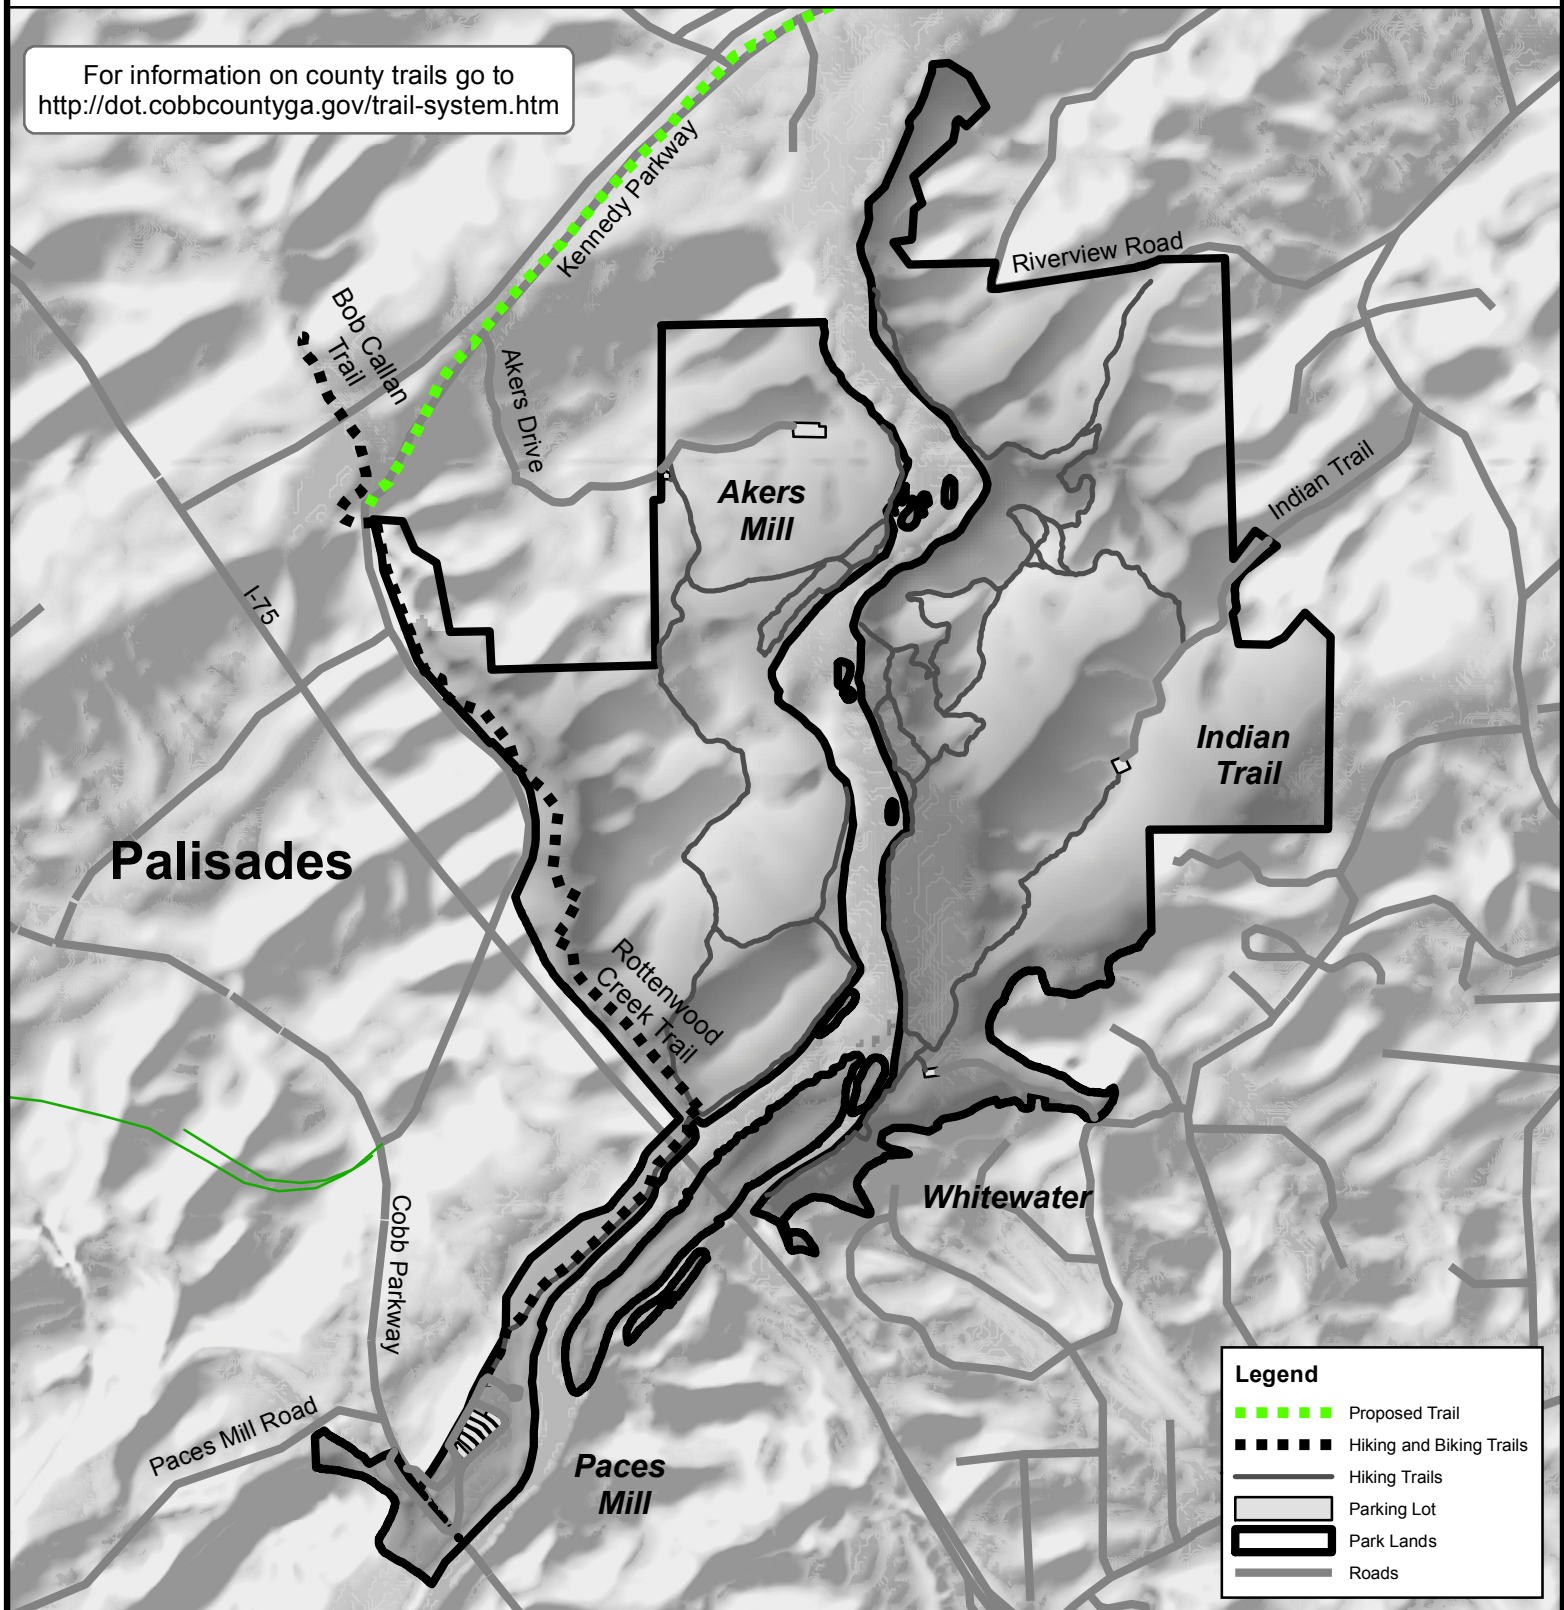 For information on county trails go to
http://dot.cobbcountyga.gov/trail-system.htm
Kennedy Parkway
Riverview Road
Bob Callan
Trail
Akers Drive
Akers
Mill
Indian Trail
I-75
Indian
Trail
Palisades
Rottenwood
Creek Trail
Whitewater
Cobb Parkway
Paces Mill Road
Paces
Mill
Legend
Proposed Trail
Hiking and Biking Trails
Hiking Trails
Parking Lot
Park Lands
Roads